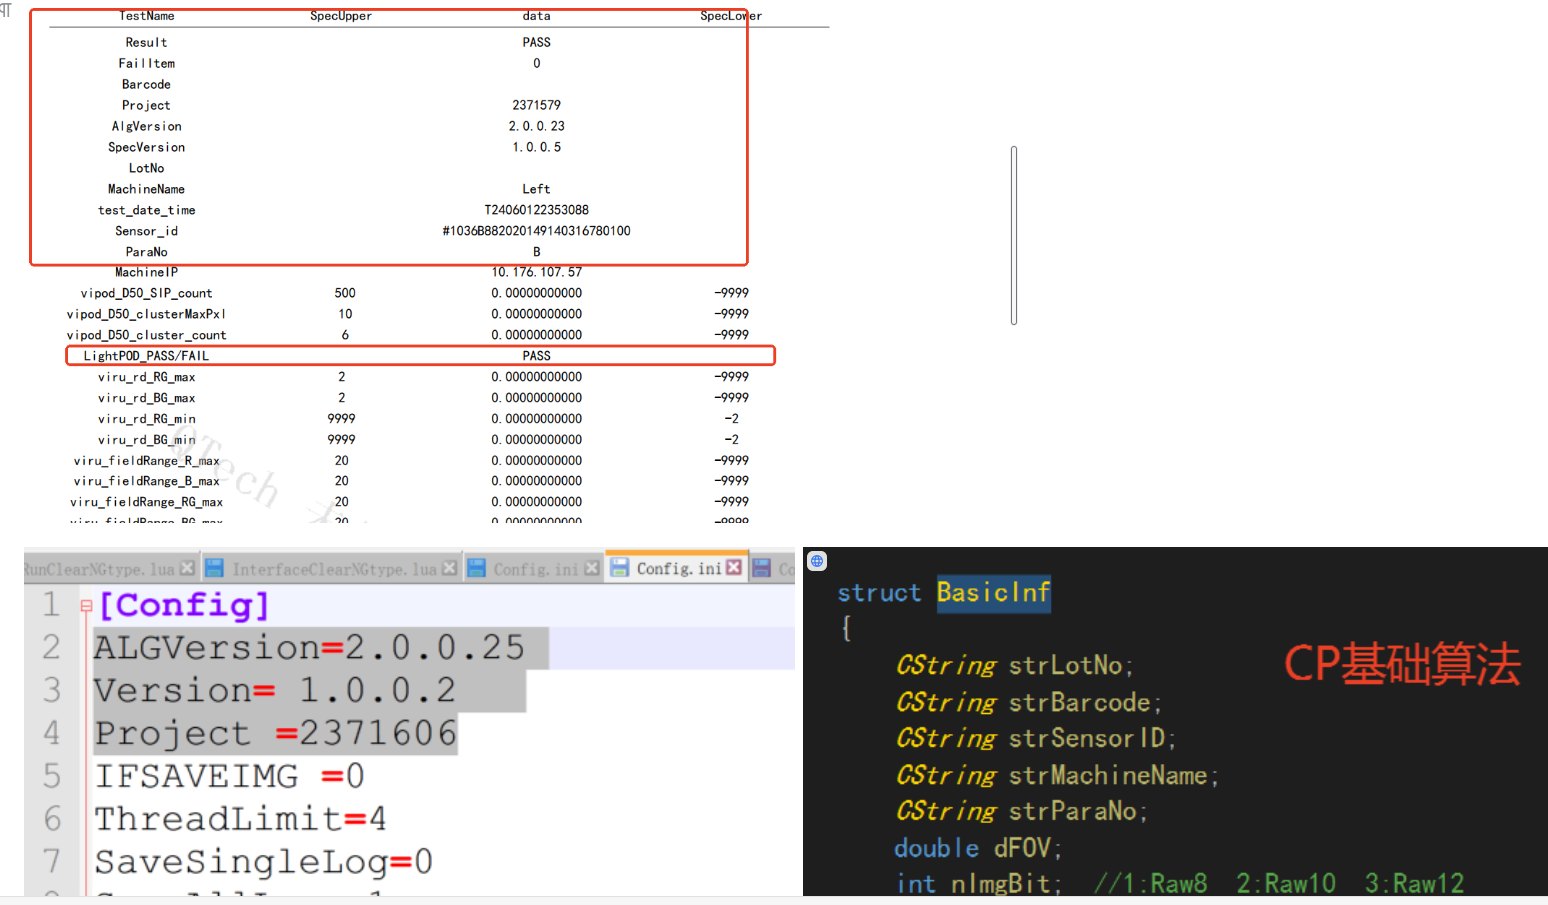 TestName SpecUpper data SpecLower
Result PASS
FailItem 0
Barcode
Project 2371579
AlgVersion 2.0.0.23
SpecVersion 1.0.0.5
LotNo
MachineName Left
test_date_time T24060122353088
Sensor_id #1036B882020149140316780100
ParaNo B
MachineIP 10.176.107.57
vipod_D50_SIP_count 500 0.00000000000 -9999
vipod_D50_clusterMaxPxl 10 0.00000000000 -9999
vipod_D50_cluster_count 6 0.00000000000 -9999
LightPOD_PASS/FAIL PASS
viru_rd_RG_max 2 0.00000000000 -9999
viru_rd_BG_max 2 0.00000000000 -9999
viru_rd_RG_min 9999 0.00000000000 -2
viru_rd_BG_min 9999 0.00000000000 -2
viru_fieldRange_R_max 20 0.00000000000 -9999
viru_fieldRange_B_max 20 0.00000000000 -9999
viru_fieldRange_RG_max 20 0.00000000000 -9999
viru_fieldRange_BG_max 20 0.00000000000 -9999
QTech
RunClearNGtype.lua InterfaceClearNGtype.lua Config.ini Config.ini Co
1 [Config]
2 ALGVersion=2.0.0.25
3 Version= 1.0.0.2
4 Project =2371606
5 IFSAVEIMG =0
6 ThreadLimit=4
7 SaveSingleLog=0
struct BasicInf
{
CString strLotNo;
CString strBarcode;
CString strSensorID;
CString strMachineName;
CString strParaNo;
double dFOV;
int nImgBit; //1:Raw8 2:Raw10 3:Raw12
CP基础算法